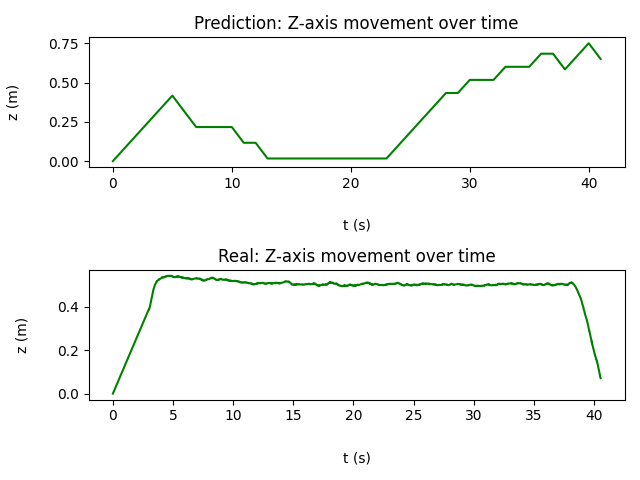 Prediction: Z-axis movement over time
0.75
0.50
0.25
0.00
z (m)
0 10 20 30 40
t (s)
Real: Z-axis movement over time
0.4
0.2
0.0
z (m)
0 5 10 15 20 25 30 35 40
t (s)